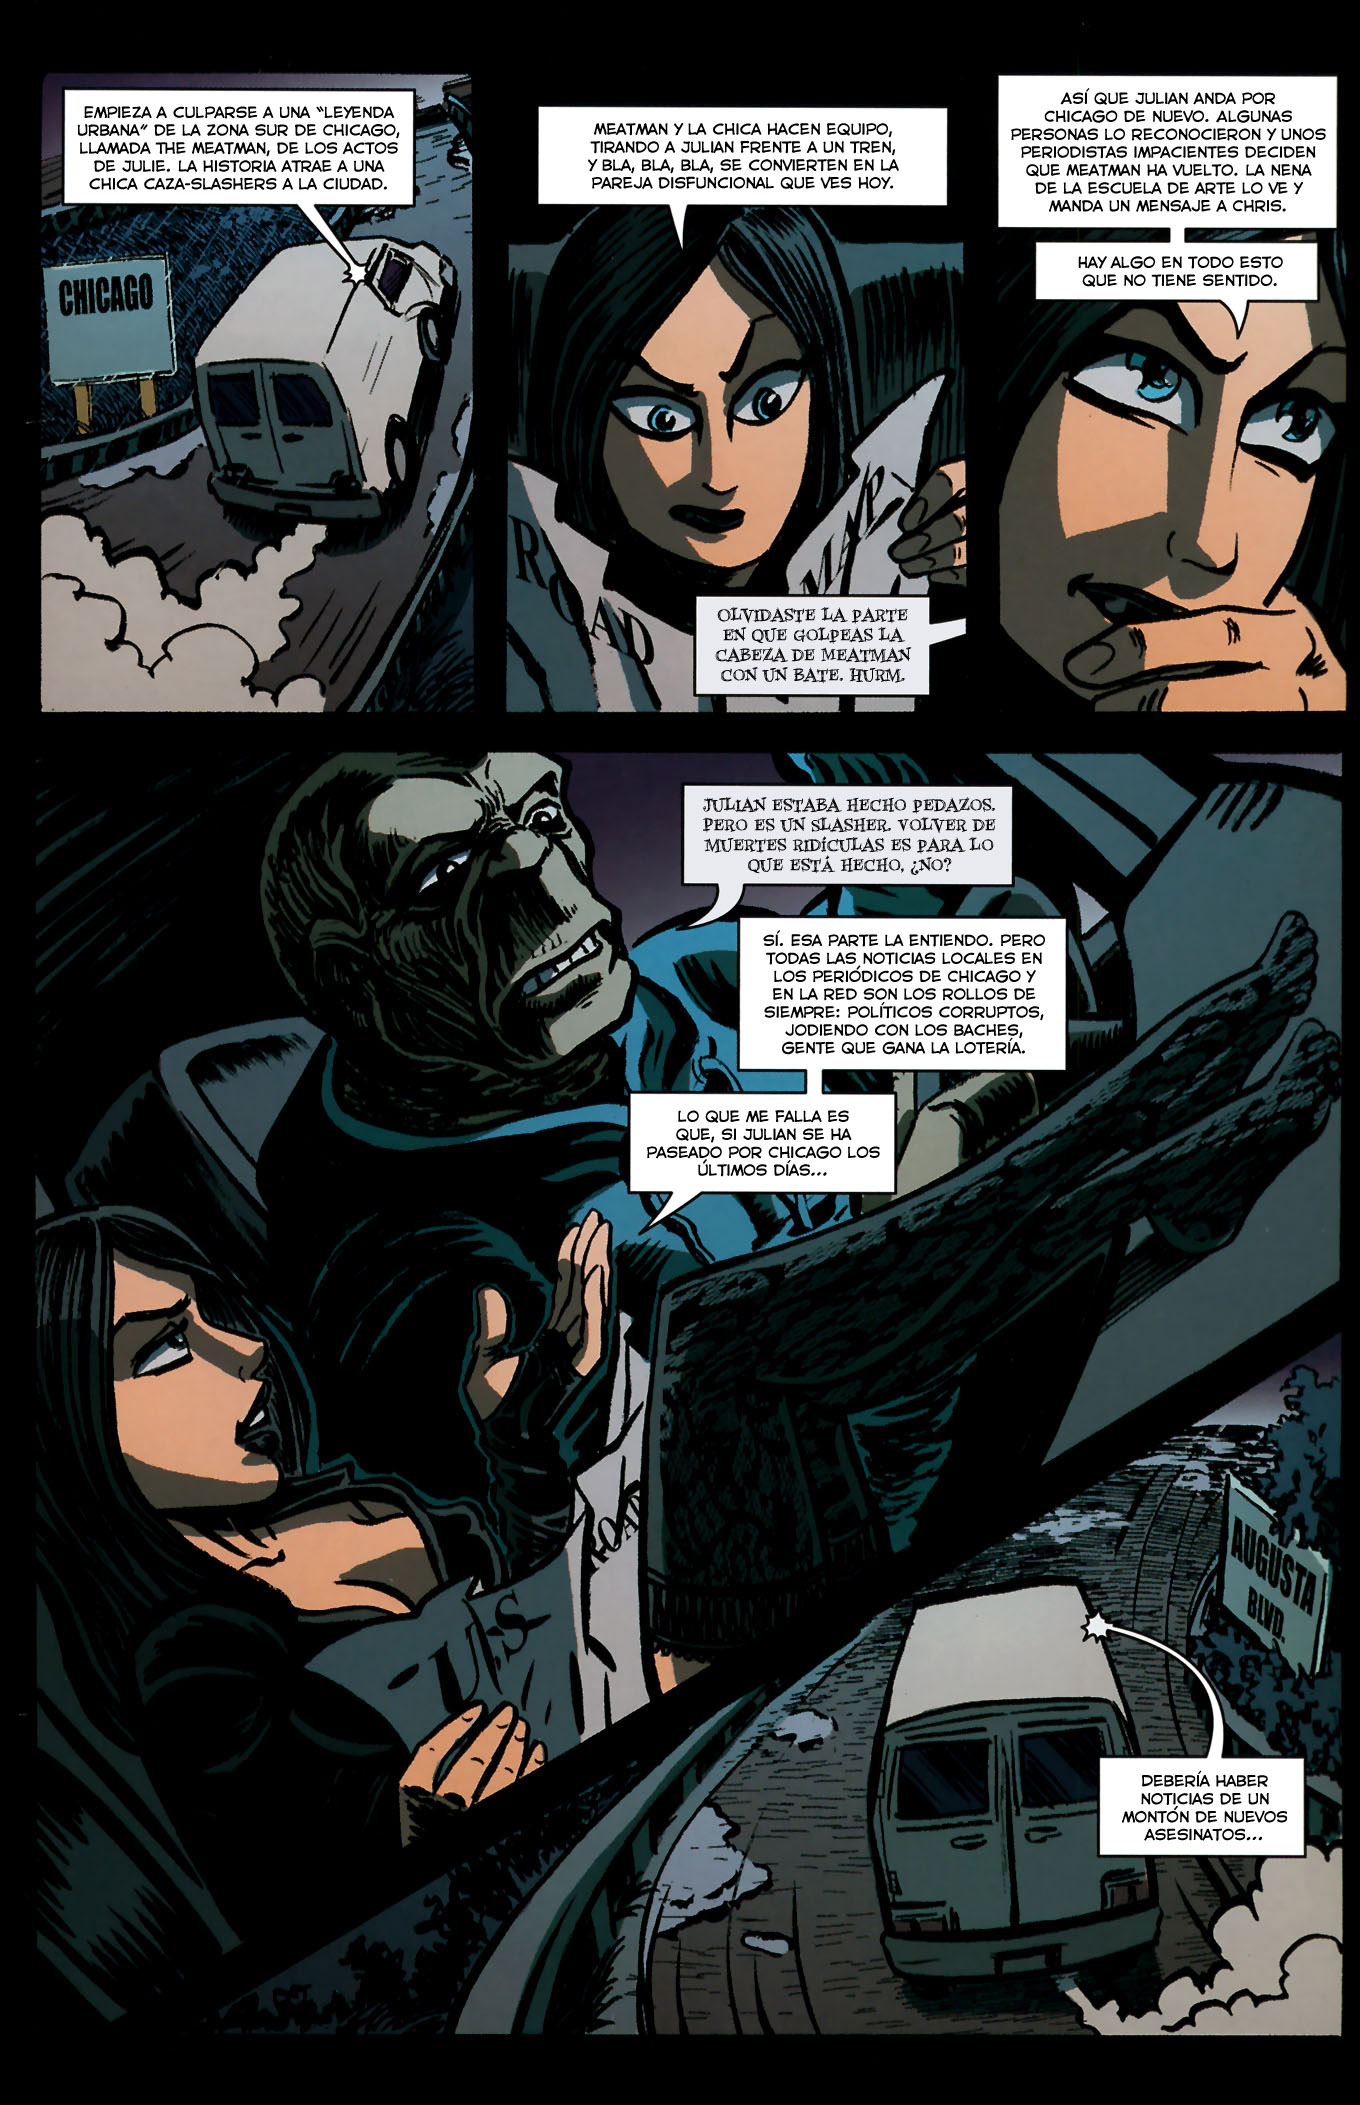 EMPIEZA A CULPARSE A UNA “LEYENDA
URBANA” DE LA ZONA SUR DE CHICAGO,
LLAMADA THE MEATMAN, DE LOS ACTOS
DE JULIE. LA HISTORIA ATRAE A UNA
CHICA CAZA-SLASHERS A LA CIUDAD.
CHICAGO
MEATMAN Y LA CHICA HACEN EQUIPO,
TIRANDO A JULIAN FRENTE A UN TREN,
Y BLA, BLA, BLA, SE CONVIERTEN EN LA
PAREJA DISFUNCIONAL QUE VES HOY.
ROAD
MAP
OLVIDASTE LA PARTE
EN QUE GOLPEAS LA
CABEZA DE MEATMAN
CON UN BATE. HURM.
ASÍ QUE JULIAN ANDA POR
CHICAGO DE NUEVO. ALGUNAS
PERSONAS LO RECONOCIERON Y UNOS
PERIODISTAS IMPACIENTES DECIDEN
QUE MEATMAN HA VUELTO. LA NENA
DE LA ESCUELA DE ARTE LO VE Y
MANDA UN MENSAJE A CHRIS.
HAY ALGO EN TODO ESTO
QUE NO TIENE SENTIDO.
JULIAN ESTABA HECHO PEDAZOS.
PERO ES UN SLASHER. VOLVER DE
MUERTES RIDÍCULAS ES PARA LO
QUE ESTÁ HECHO, ¿NO?
SÍ. ESA PARTE LA ENTIENDO. PERO
TODAS LAS NOTICIAS LOCALES EN
LOS PERIÓDICOS DE CHICAGO Y
EN LA RED SON LOS ROLLOS DE
SIEMPRE: POLÍTICOS CORRUPTOS,
JODIENDO CON LOS BACHES,
GENTE QUE GANA LA LOTERÍA.
LO QUE ME FALLA ES
QUE, SI JULIAN SE HA
PASEADO POR CHICAGO LOS
ÚLTIMOS DÍAS...
ROAD
U.S
AUGUSTA
BLVD.
DEBERÍA HABER
NOTICIAS DE UN
MONTÓN DE NUEVOS
ASESINATOS...